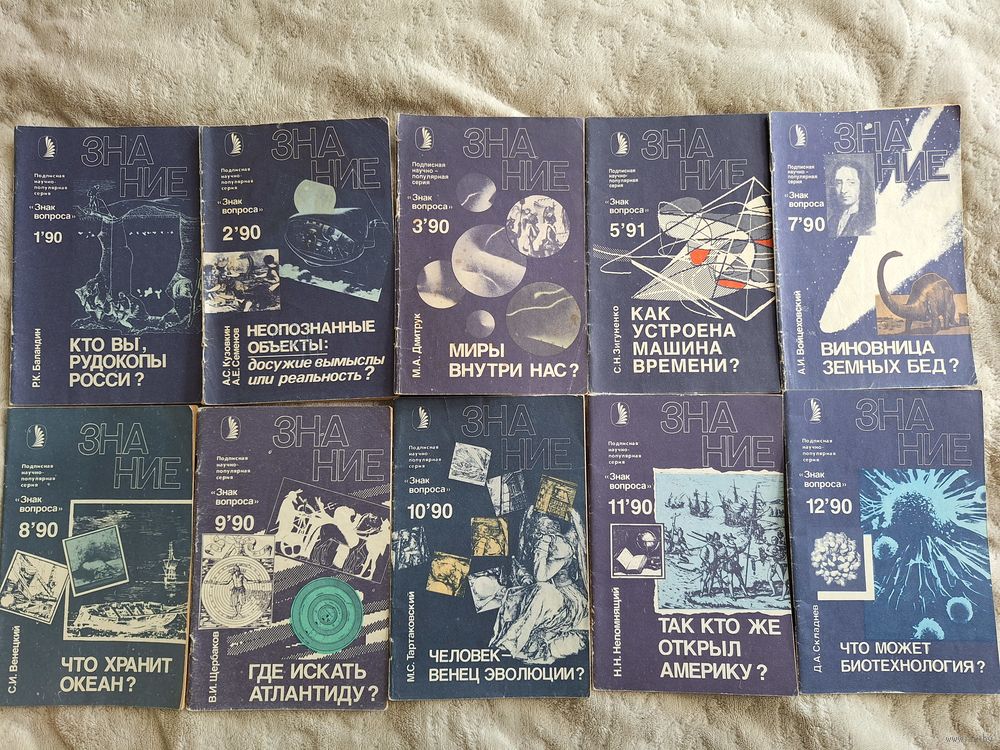 ЗНА
НИЕ
Подписная
научно-
популярная
серия
«Знак
вопроса»
1'90
Р.К. Баландин
КТО ВЫ,
РУДОКОПЫ
РОССИ?
ЗНА
НИЕ
Подписная
научно-
популярная
серия
«Знак
вопроса»
2'90
А.С. Кузовкин
А.Е. Семенов
НЕОПОЗНАННЫЕ
ОБЪЕКТЫ:
досужие вымыслы
или реальность?
ЗНА
НИЕ
Подписная
научно-
популярная
серия
«Знак
вопроса»
3'90
М.А. Дмитрук
МИРЫ
ВНУТРИ НАС?
ЗНА
НИЕ
Подписная
научно-
популярная
серия
«Знак
вопроса»
5'91
С.Н. Зигуненко
КАК
УСТРОЕНА
МАШИНА
ВРЕМЕНИ?
ЗНА
НИЕ
Подписная
научно-
популярная
серия
«Знак
вопроса»
7'90
А.И. Войцеховский
ВИНОВНИЦА
ЗЕМНЫХ БЕД?
ЗНА
НИЕ
Подписная
научно-
популярная
серия
«Знак
вопроса»
8'90
С.И. Венецкий
ЧТО ХРАНИТ
ОКЕАН?
ЗНА
НИЕ
Подписная
научно-
популярная
серия
«Знак
вопроса»
9'90
В.И. Щербаков
ГДЕ ИСКАТЬ
АТЛАНТИДУ?
ЗНА
НИЕ
Подписная
научно-
популярная
серия
«Знак
вопроса»
10'90
М.С. Тартаковский
ЧЕЛОВЕК-
ВЕНЕЦ ЭВОЛЮЦИИ?
ЗНА
НИЕ
Подписная
научно-
популярная
серия
«Знак
вопроса»
11'90
Н.Н. Непомнящий
ТАК КТО ЖЕ
ОТКРЫЛ
АМЕРИКУ?
ЗНА
НИЕ
Подписная
научно-
популярная
серия
«Знак
вопроса»
12'90
Д.А. Складнев
ЧТО МОЖЕТ
БИОТЕХНОЛОГИЯ?